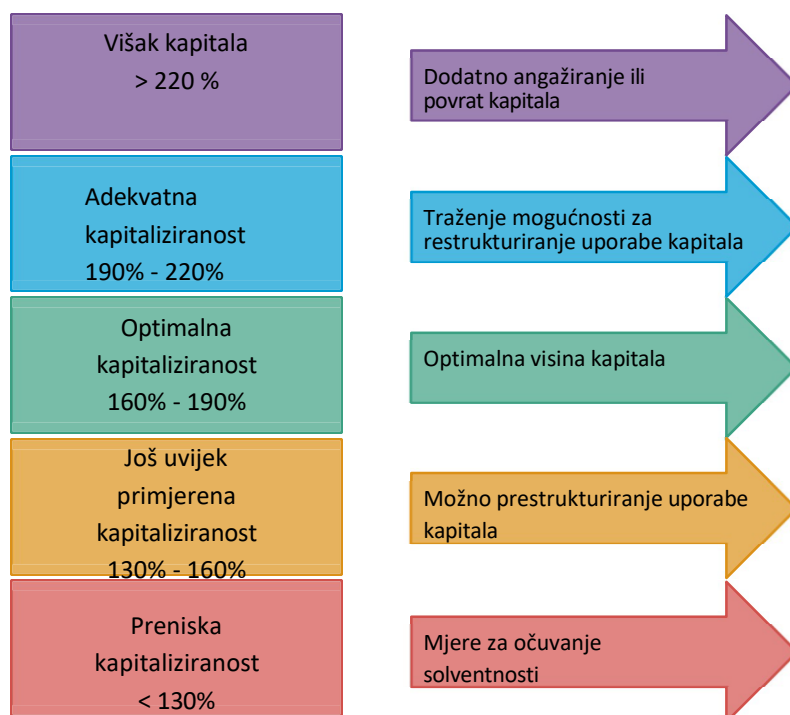 Višak kapitala
> 220 %
Dodatno angažiranje ili
povrat kapitala
Adekvatna
kapitaliziranost
190% - 220%
Traženje mogućnosti za
restrukturiranje uporabe kapitala
Optimalna
kapitaliziranost
160% - 190%
Optimalna visina kapitala
Još uvijek
primjerena
kapitaliziranost
130% - 160%
Možno prestrukturiranje uporabe
kapitala
Preniska
kapitaliziranost
< 130%
Mjere za očuvanje
solventnosti